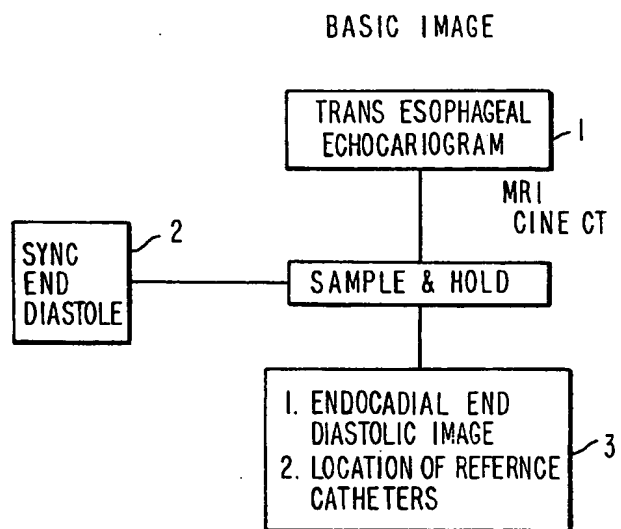 BASIC IMAGE
TRANS ESOPHAGEAL
ECHOCARIOGRAM
1
MRI
CINE CT
2
SYNC
END
DIASTOLE
SAMPLE & HOLD
1. ENDOCADIAL END
DIASTOLIC IMAGE
2. LOCATION OF REFERNCE
CATHETERS
3